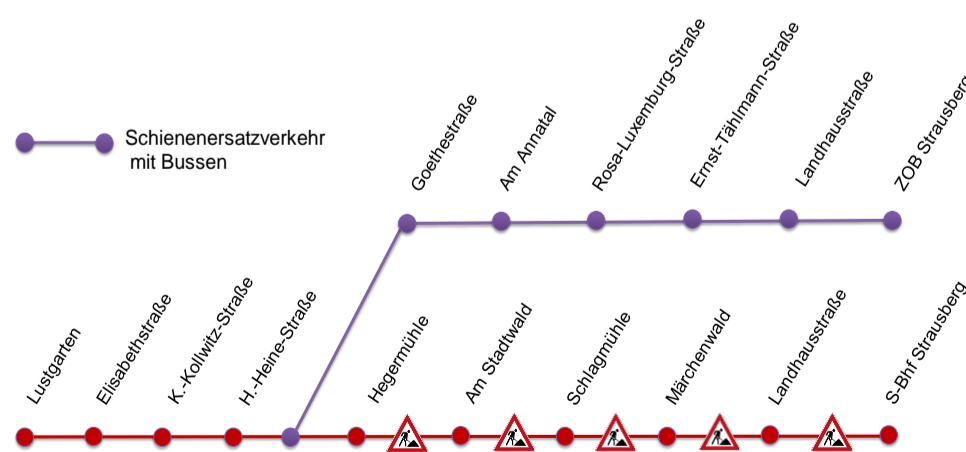 Schienenersatzverkehr
mit Bussen
Goethestraße
Am Annatal
Rosa-Luxemburg-Straße
Ernst-Tählmann-Straße
Landhausstraße
ZOB Strausberg
Lustgarten
Elisabethstraße
K.-Kollwitz-Straße
H.-Heine-Straße
Hegermühle
Am Stadtwald
Schlagmühle
Märchenwald
Landhausstraße
S-Bhf Strausberg